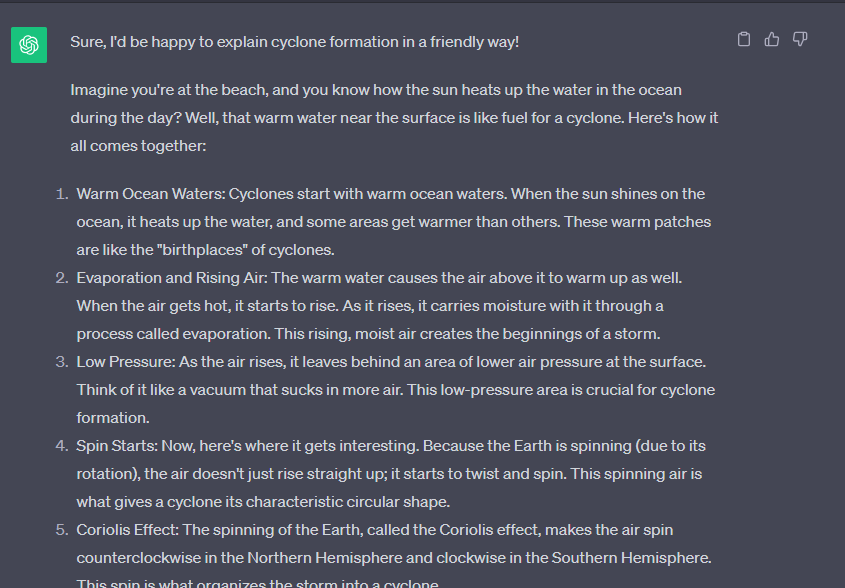 Sure, I'd be happy to explain cyclone formation in a friendly way!
Imagine you're at the beach, and you know how the sun heats up the water in the ocean
during the day? Well, that warm water near the surface is like fuel for a cyclone. Here's how it
all comes together:
1. Warm Ocean Waters: Cyclones start with warm ocean waters. When the sun shines on the
ocean, it heats up the water, and some areas get warmer than others. These warm patches
are like the "birthplaces" of cyclones.
2. Evaporation and Rising Air: The warm water causes the air above it to warm up as well.
When the air gets hot, it starts to rise. As it rises, it carries moisture with it through a
process called evaporation. This rising, moist air creates the beginnings of a storm.
3. Low Pressure: As the air rises, it leaves behind an area of lower air pressure at the surface.
Think of it like a vacuum that sucks in more air. This low-pressure area is crucial for cyclone
formation.
4. Spin Starts: Now, here's where it gets interesting. Because the Earth is spinning (due to its
rotation), the air doesn't just rise straight up; it starts to twist and spin. This spinning air is
what gives a cyclone its characteristic circular shape.
5. Coriolis Effect: The spinning of the Earth, called the Coriolis effect, makes the air spin
counterclockwise in the Northern Hemisphere and clockwise in the Southern Hemisphere.
This spin is what organizes the storm into a cyclone.